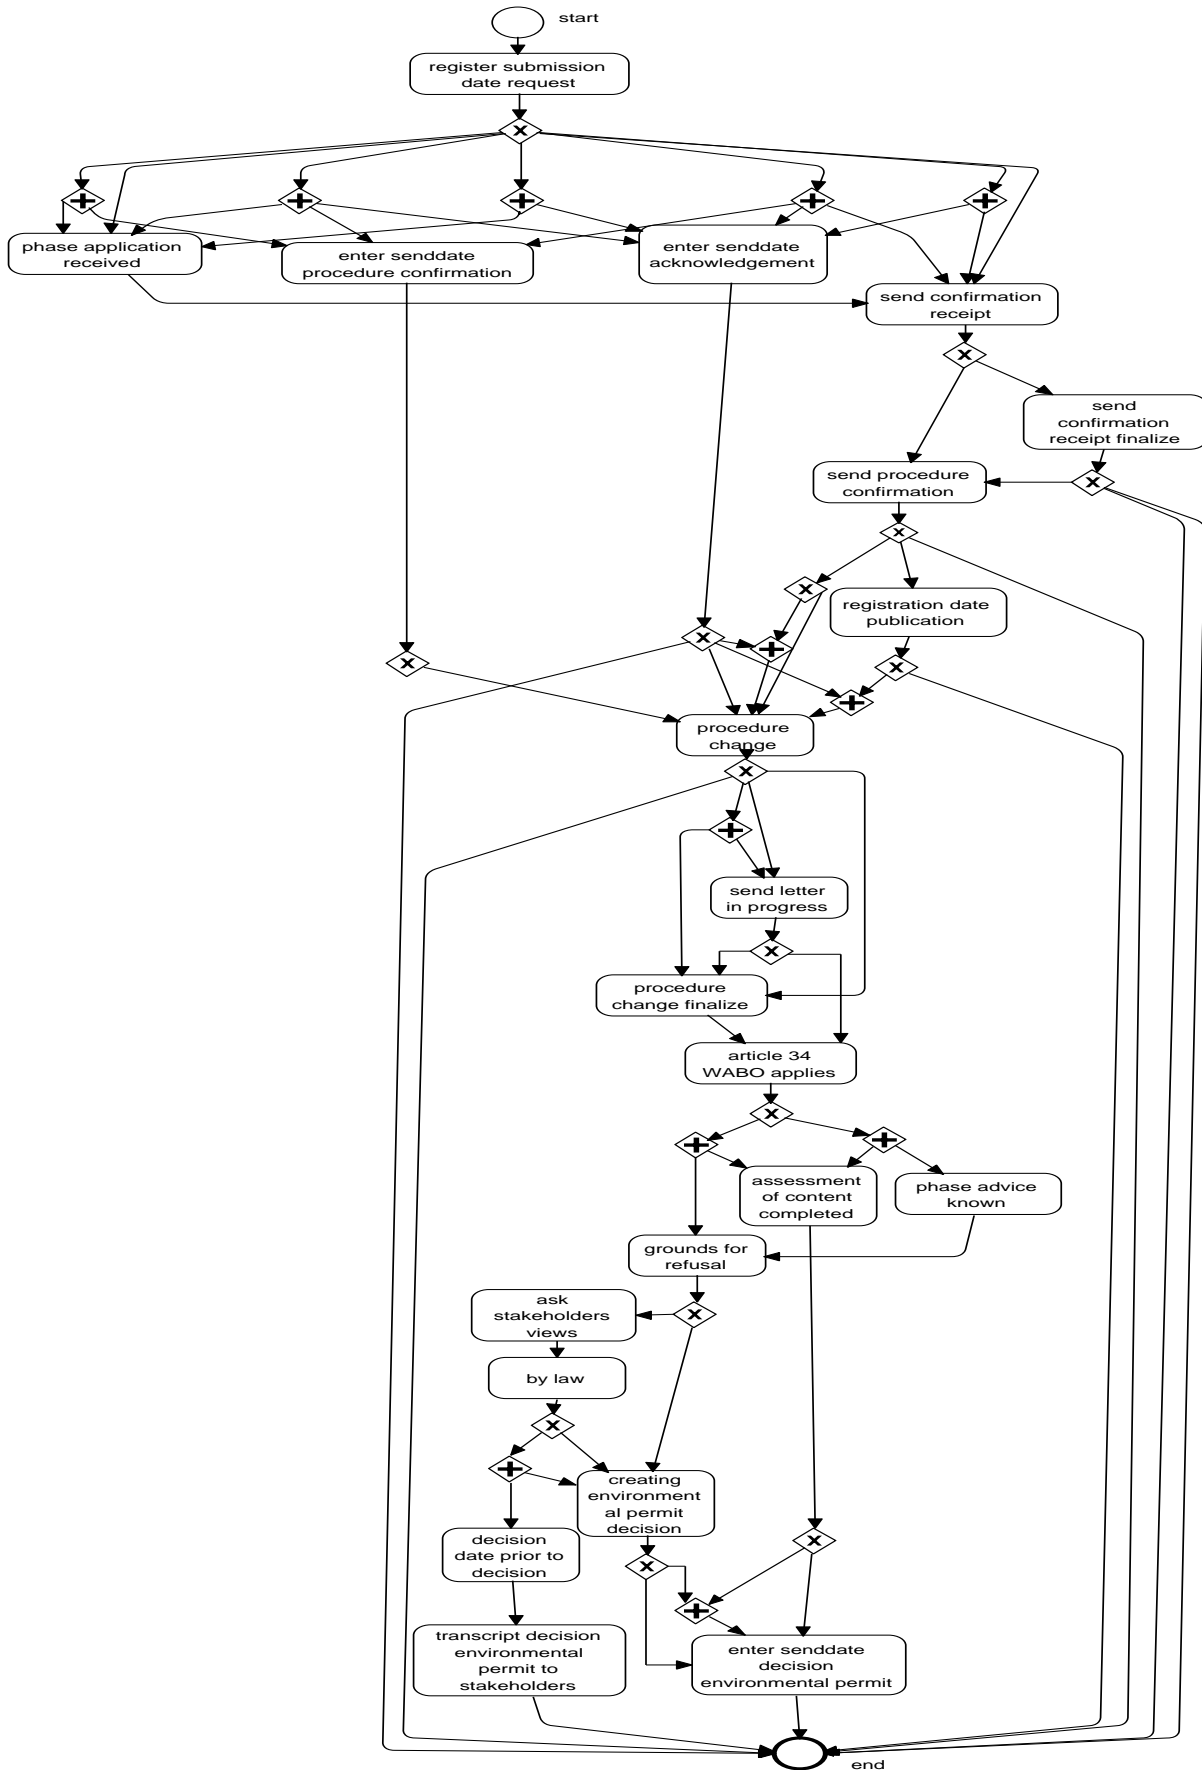 start
register submission
date request
phase application
received
enter senddate
procedure confirmation
enter senddate
acknowledgement
send confirmation
receipt
send
confirmation
receipt finalize
send procedure
confirmation
registration date
publication
procedure
change
send letter
in progress
procedure
change finalize
article 34
WABO applies
assessment
of content
completed
phase advice
known
grounds for
refusal
ask
stakeholders
views
by law
creating
environment
al permit
decision
decision
date prior to
decision
transcript decision
environmental
permit to
stakeholders
enter senddate
decision
environmental permit
end